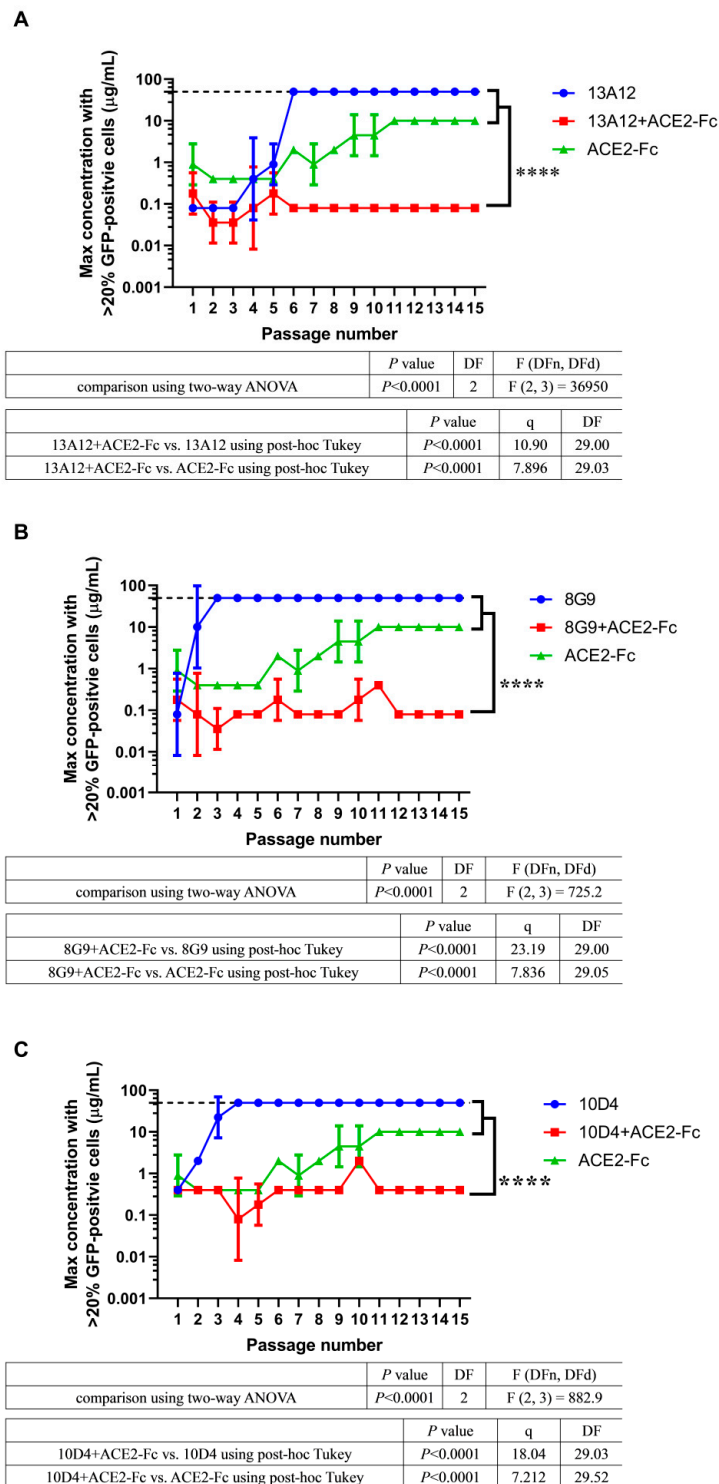 A
Max concentration with
>20% GFP-positvie cells (μg/mL)
100
10
1
0.1
0.01
0.001
1 2 3 4 5 6 7 8 9 10 11 12 13 14 15
Passage number
13A12
13A12+ACE2-Fc
ACE2-Fc
****
P value DF F (DFn, DFd)
comparison using two-way ANOVA P<0.0001 2 F (2, 3) = 36950
P value q DF
13A12+ACE2-Fc vs. 13A12 using post-hoc Tukey P<0.0001 10.90 29.00
13A12+ACE2-Fc vs. ACE2-Fc using post-hoc Tukey P<0.0001 7.896 29.03
B
Max concentration with
>20% GFP-positvie cells (μg/mL)
100
10
1
0.1
0.01
0.001
1 2 3 4 5 6 7 8 9 10 11 12 13 14 15
Passage number
8G9
8G9+ACE2-Fc
ACE2-Fc
****
P value DF F (DFn, DFd)
comparison using two-way ANOVA P<0.0001 2 F (2, 3) = 725.2
P value q DF
8G9+ACE2-Fc vs. 8G9 using post-hoc Tukey P<0.0001 23.19 29.00
8G9+ACE2-Fc vs. ACE2-Fc using post-hoc Tukey P<0.0001 7.836 29.05
C
Max concentration with
>20% GFP-positvie cells (μg/mL)
100
10
1
0.1
0.01
0.001
1 2 3 4 5 6 7 8 9 10 11 12 13 14 15
Passage number
10D4
10D4+ACE2-Fc
ACE2-Fc
****
P value DF F (DFn, DFd)
comparison using two-way ANOVA P<0.0001 2 F (2, 3) = 882.9
P value q DF
10D4+ACE2-Fc vs. 10D4 using post-hoc Tukey P<0.0001 18.04 29.03
10D4+ACE2-Fc vs. ACE2-Fc using post-hoc Tukey P<0.0001 7.212 29.52